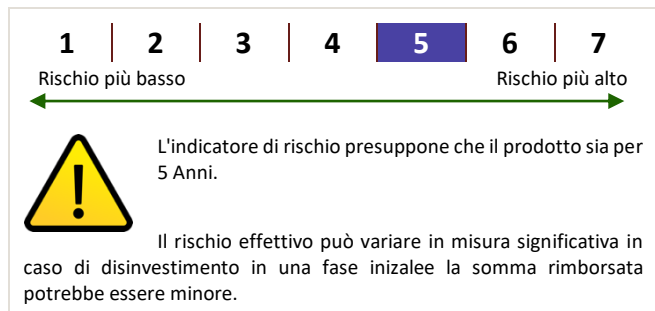 1 2 3 4 5 6 7
Rischio più basso Rischio più alto
L'indicatore di rischio presuppone che il prodotto sia per
5 Anni.
Il rischio effettivo può variare in misura significativa in
caso di disinvestimento in una fase inizalee la somma rimborsata
potrebbe essere minore.